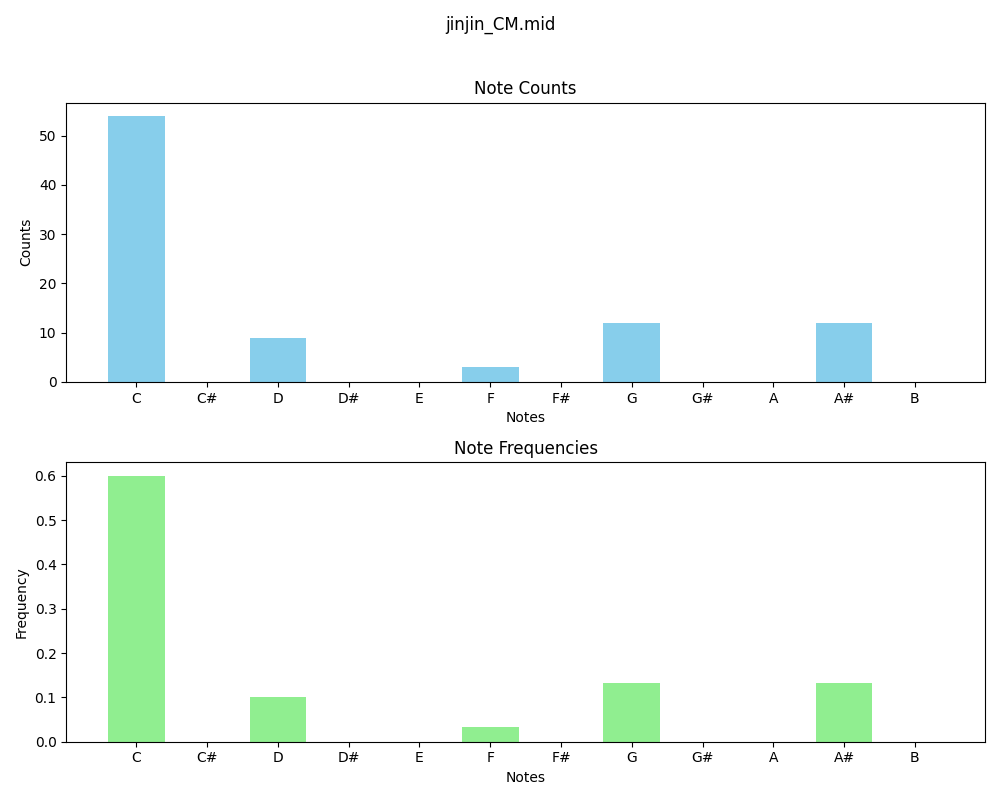 jinjin_CM.mid
Note Counts
Counts
50
40
30
20
10
0
C C# D D# E F F# G G# A A# B
Notes
Note Frequencies
Frequency
0.6
0.5
0.4
0.3
0.2
0.1
0.0
C C# D D# E F F# G G# A A# B
Notes